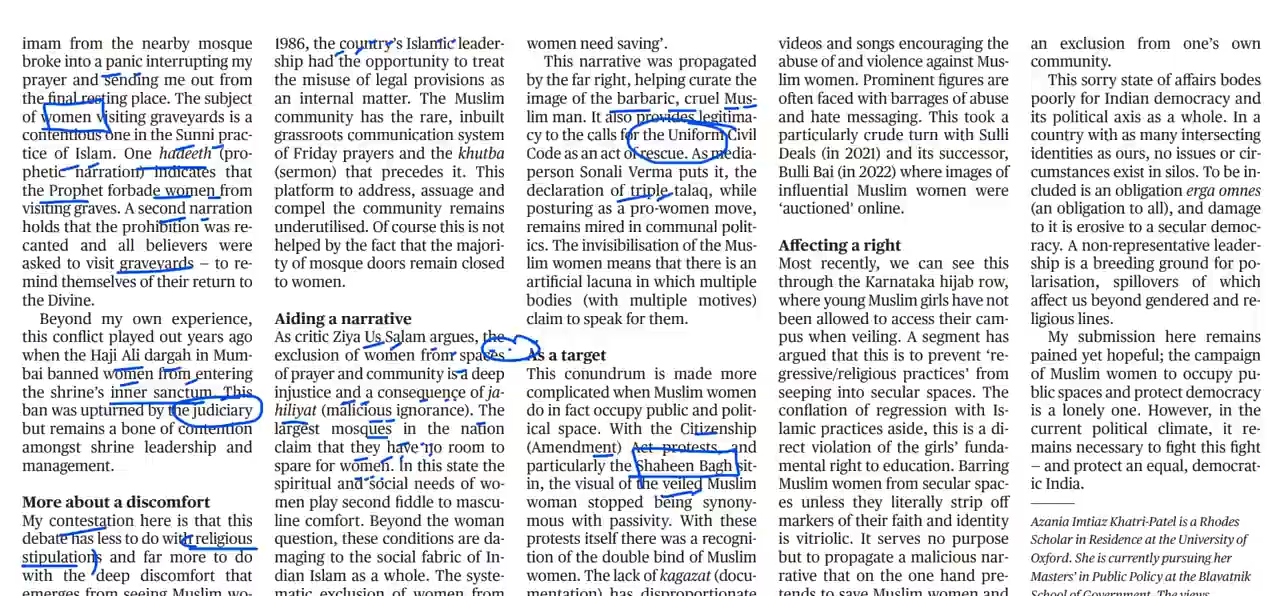 imam from the nearby mosque
broke into a panic interrupting my
prayer and sending me out from
the final resting place. The subject
of women visiting graveyards is a
contentious one in the Sunni prac-
tice of Islam. One hadeeth (pro-
phetic narration) indicates that
the Prophet forbade women from
visiting graves. A second narration
holds that the prohibition was re-
canted and all believers were
asked to visit graveyards — to re-
mind themselves of their return to
the Divine.
Beyond my own experience,
this conflict played out years ago
when the Haji Ali dargah in Mum-
bai banned women from entering
the shrine's inner sanctum. This
ban was upturned by the judiciary
but remains a bone of contention
amongst shrine leadership and
management.
More about a discomfort
My contestation here is that this
debate has less to do with religious
stipulations and far more to do
with the deep discomfort that
emerges from seeing Muslim wo-
1986, the country's Islamic leader-
ship had the opportunity to treat
the misuse of legal provisions as
an internal matter. The Muslim
community has the rare, inbuilt
grassroots communication system
of Friday prayers and the khutba
(sermon) that precedes it. This
platform to address, assuage and
compel the community remains
underutilised. Of course this is not
helped by the fact that the majori-
ty of mosque doors remain closed
to women.
Aiding a narrative
As critic Ziya Us Salam argues, the
exclusion of women from spaces
of prayer and community is a deep
injustice and a consequence of ja-
hiliyat (malicious ignorance). The
largest mosques in the nation
claim that they have no room to
spare for women. In this state the
spiritual and social needs of wo-
men play second fiddle to mascu-
line comfort. Beyond the woman
question, these conditions are da-
maging to the social fabric of In-
dian Islam as a whole. The syste-
matic exclusion of women from
women need saving'.
This narrative was propagated
by the far right, helping curate the
image of the barbaric, cruel Mus-
lim man. It also provides legitima-
cy to the calls for the Uniform Civil
Code as an act of rescue. As media-
person Sonali Verma puts it, the
declaration of triple talaq, while
posturing as a pro-women move,
remains mired in communal polit-
ics. The invisibilisation of the Mus-
lim women means that there is an
artificial lacuna in which multiple
bodies (with multiple motives)
claim to speak for them.
As a target
This conundrum is made more
complicated when Muslim women
do in fact occupy public and polit-
ical space. With the Citizenship
(Amendment) Act protests, and
particularly the Shaheen Bagh sit-
in, the visual of the veiled Muslim
woman stopped being synony-
mous with passivity. With these
protests itself there was a recogni-
tion of the double bind of Muslim
women. The lack of kagazat (docu-
mentation) has disproportionate
videos and songs encouraging the
abuse of and violence against Mus-
lim women. Prominent figures are
often faced with barrages of abuse
and hate messaging. This took a
particularly crude turn with Sulli
Deals (in 2021) and its successor,
Bulli Bai (in 2022) where images of
influential Muslim women were
'auctioned' online.
Affecting a right
Most recently, we can see this
through the Karnataka hijab row,
where young Muslim girls have not
been allowed to access their cam-
pus when veiling. A segment has
argued that this is to prevent 're-
gressive/religious practices' from
seeping into secular spaces. The
conflation of regression with Is-
lamic practices aside, this is a di-
rect violation of the girls' funda-
mental right to education. Barring
Muslim women from secular spac-
es unless they literally strip off
markers of their faith and identity
is vitriolic. It serves no purpose
but to propagate a malicious nar-
rative that on the one hand pre-
tends to save Muslim women and
an exclusion from one's own
community.
This sorry state of affairs bodes
poorly for Indian democracy and
its political axis as a whole. In a
country with as many intersecting
identities as ours, no issues or cir-
cumstances exist in silos. To be in-
cluded is an obligation erga omnes
(an obligation to all), and damage
to it is erosive to a secular democ-
racy. A non-representative leader-
ship is a breeding ground for po-
larisation, spillovers of which
affect us beyond gendered and re-
ligious lines.
My submission here remains
pained yet hopeful; the campaign
of Muslim women to occupy pu-
blic spaces and protect democracy
is a lonely one. However, in the
current political climate, it re-
mains necessary to fight this fight
— and protect an equal, democrat-
ic India.
Azania Imtiaz Khatri-Patel is a Rhodes
Scholar in Residence at the University of
Oxford. She is currently pursuing her
Masters' in Public Policy at the Blavatnik
School of Government. The views